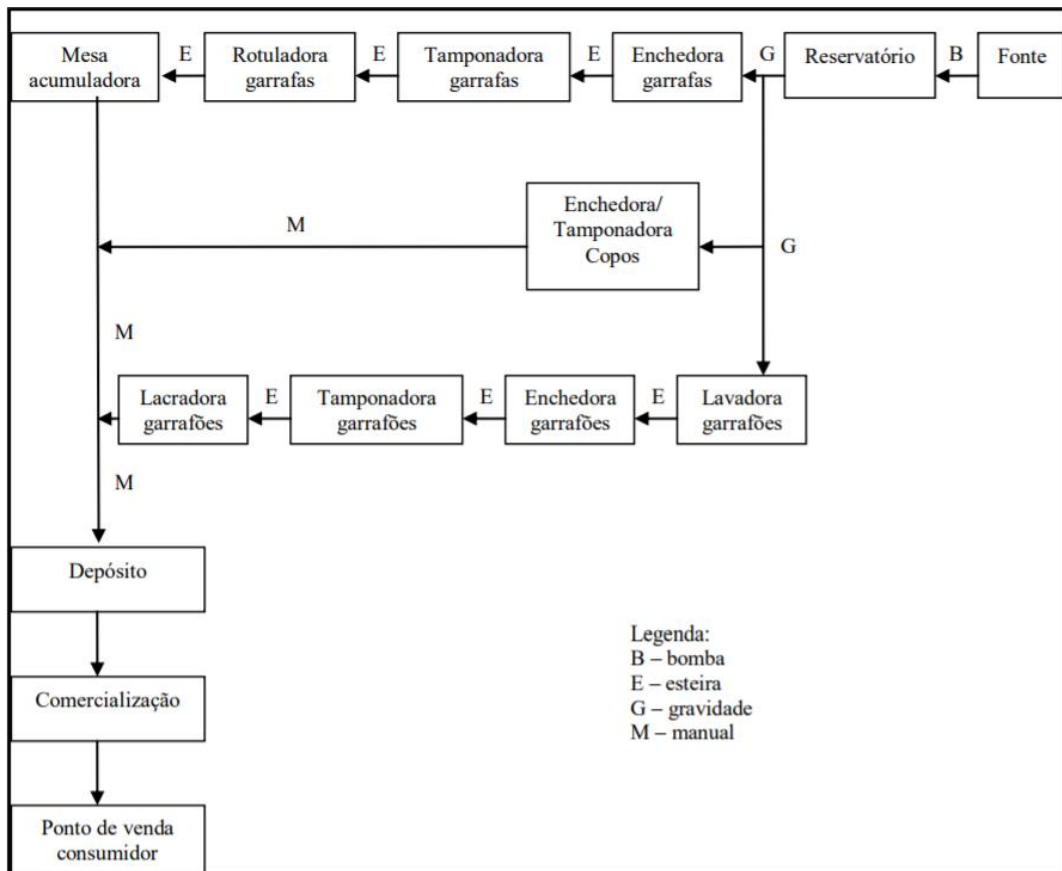 Mesa
acumuladora
E
Rotuladora
garrafas
E
Tamponadora
garrafas
E
Enchedora
garrafas
G
Reservatório
B
Fonte
Enchedora/
Tamponadora
Copos
M
G
M
Lacradora
garrafões
E
Tamponadora
garrafões
E
Enchedora
garrafões
E
Lavadora
garrafões
M
Depósito
Comercialização
Ponto de venda
consumidor
Legenda:
B – bomba
E – esteira
G – gravidade
M – manual